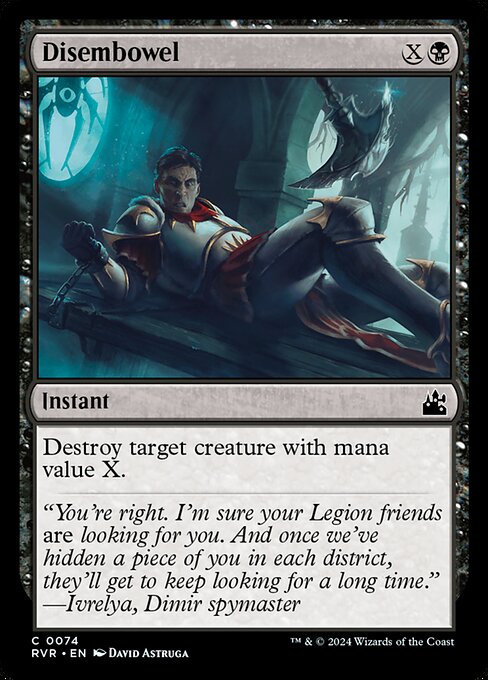 Disembowel X
Instant
Destroy target creature with mana
value X.
“You’re right. I’m sure your Legion friends
are looking for you. And once we’ve
hidden a piece of you in each district,
they’ll get to keep looking for a long time.”
—Ivrelya, Dimir spymaster
C 0074
RVR • EN DAVID ASTRUGA
™ & © 2024 Wizards of the Coast